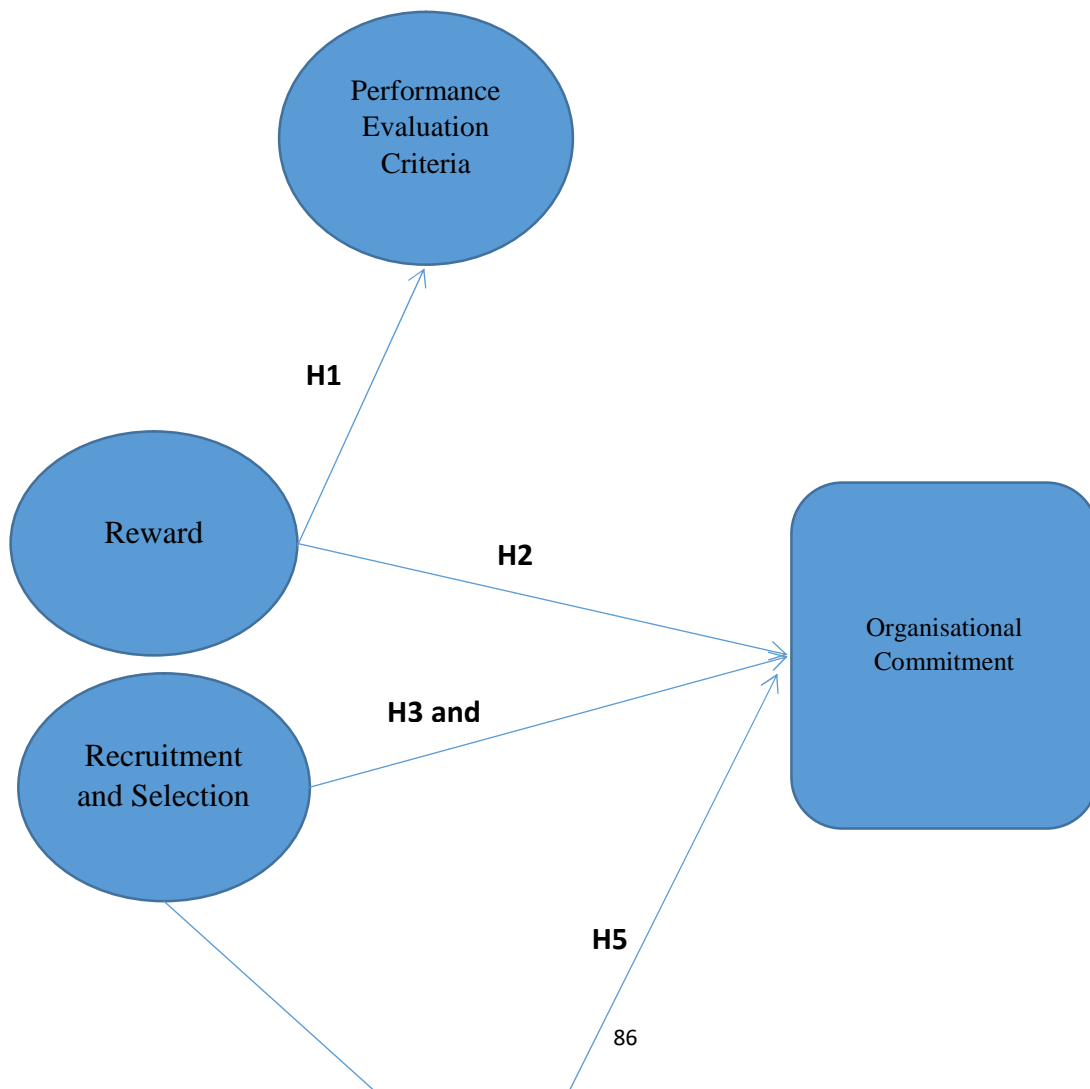 Performance
Evaluation
Criteria
H1
Reward
H2
Organisational
Commitment
H3 and
Recruitment
and Selection
H5
86